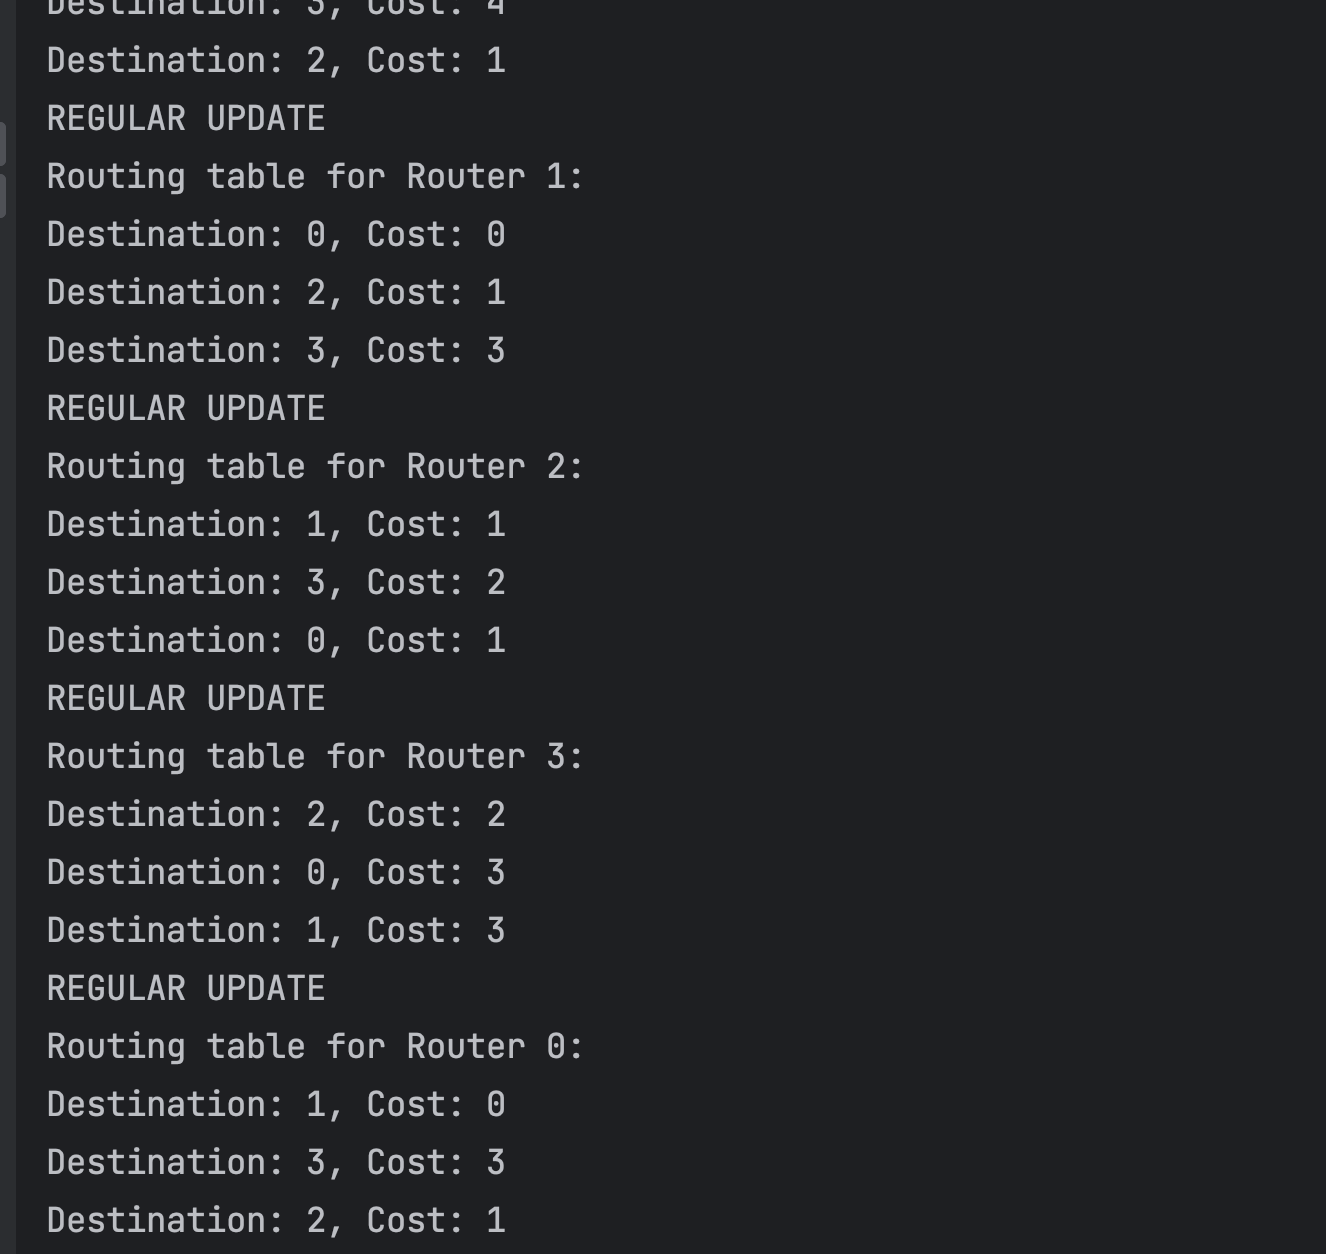 Destination: 3, Cost: 4
Destination: 2, Cost: 1
REGULAR UPDATE
Routing table for Router 1:
Destination: 0, Cost: 0
Destination: 2, Cost: 1
Destination: 3, Cost: 3
REGULAR UPDATE
Routing table for Router 2:
Destination: 1, Cost: 1
Destination: 3, Cost: 2
Destination: 0, Cost: 1
REGULAR UPDATE
Routing table for Router 3:
Destination: 2, Cost: 2
Destination: 0, Cost: 3
Destination: 1, Cost: 3
REGULAR UPDATE
Routing table for Router 0:
Destination: 1, Cost: 0
Destination: 3, Cost: 3
Destination: 2, Cost: 1